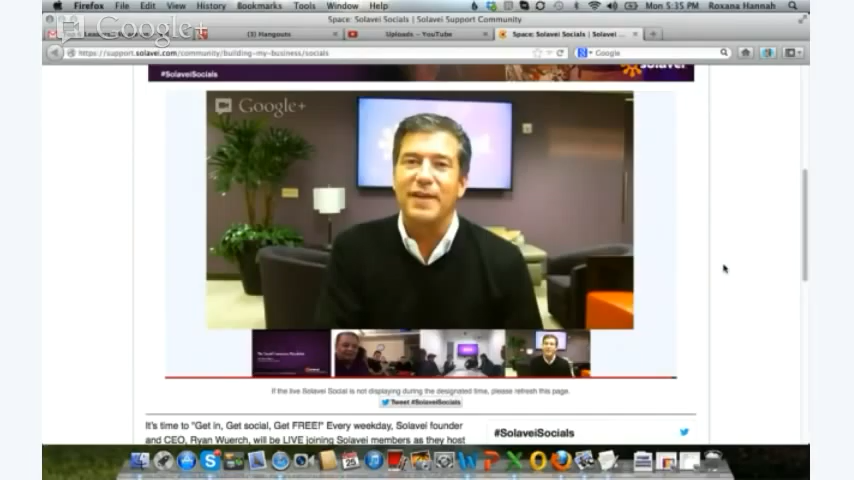 Firefox File Edit View History Bookmarks Tools Window Help
Mon 5:35 PM Roxana Hannah
Space: Solavei Socials | Solavei Support Community
Google+
(3) Hangouts
Uploads - YouTube
Space: Solavei Socials | Solavei ...
https://support.solavei.com/community/building-my-business/socials
Google
#SolaveiSocials
solavei
Google+
If the live Solavei Social is not displaying during the designated time, please refresh this page.
Tweet #SolaveiSocials
It's time to "Get in, Get social, Get FREE!" Every weekday, Solavei founder
and CEO, Ryan Wuerch, will be LIVE joining Solavei members as they host
#SolaveiSocials